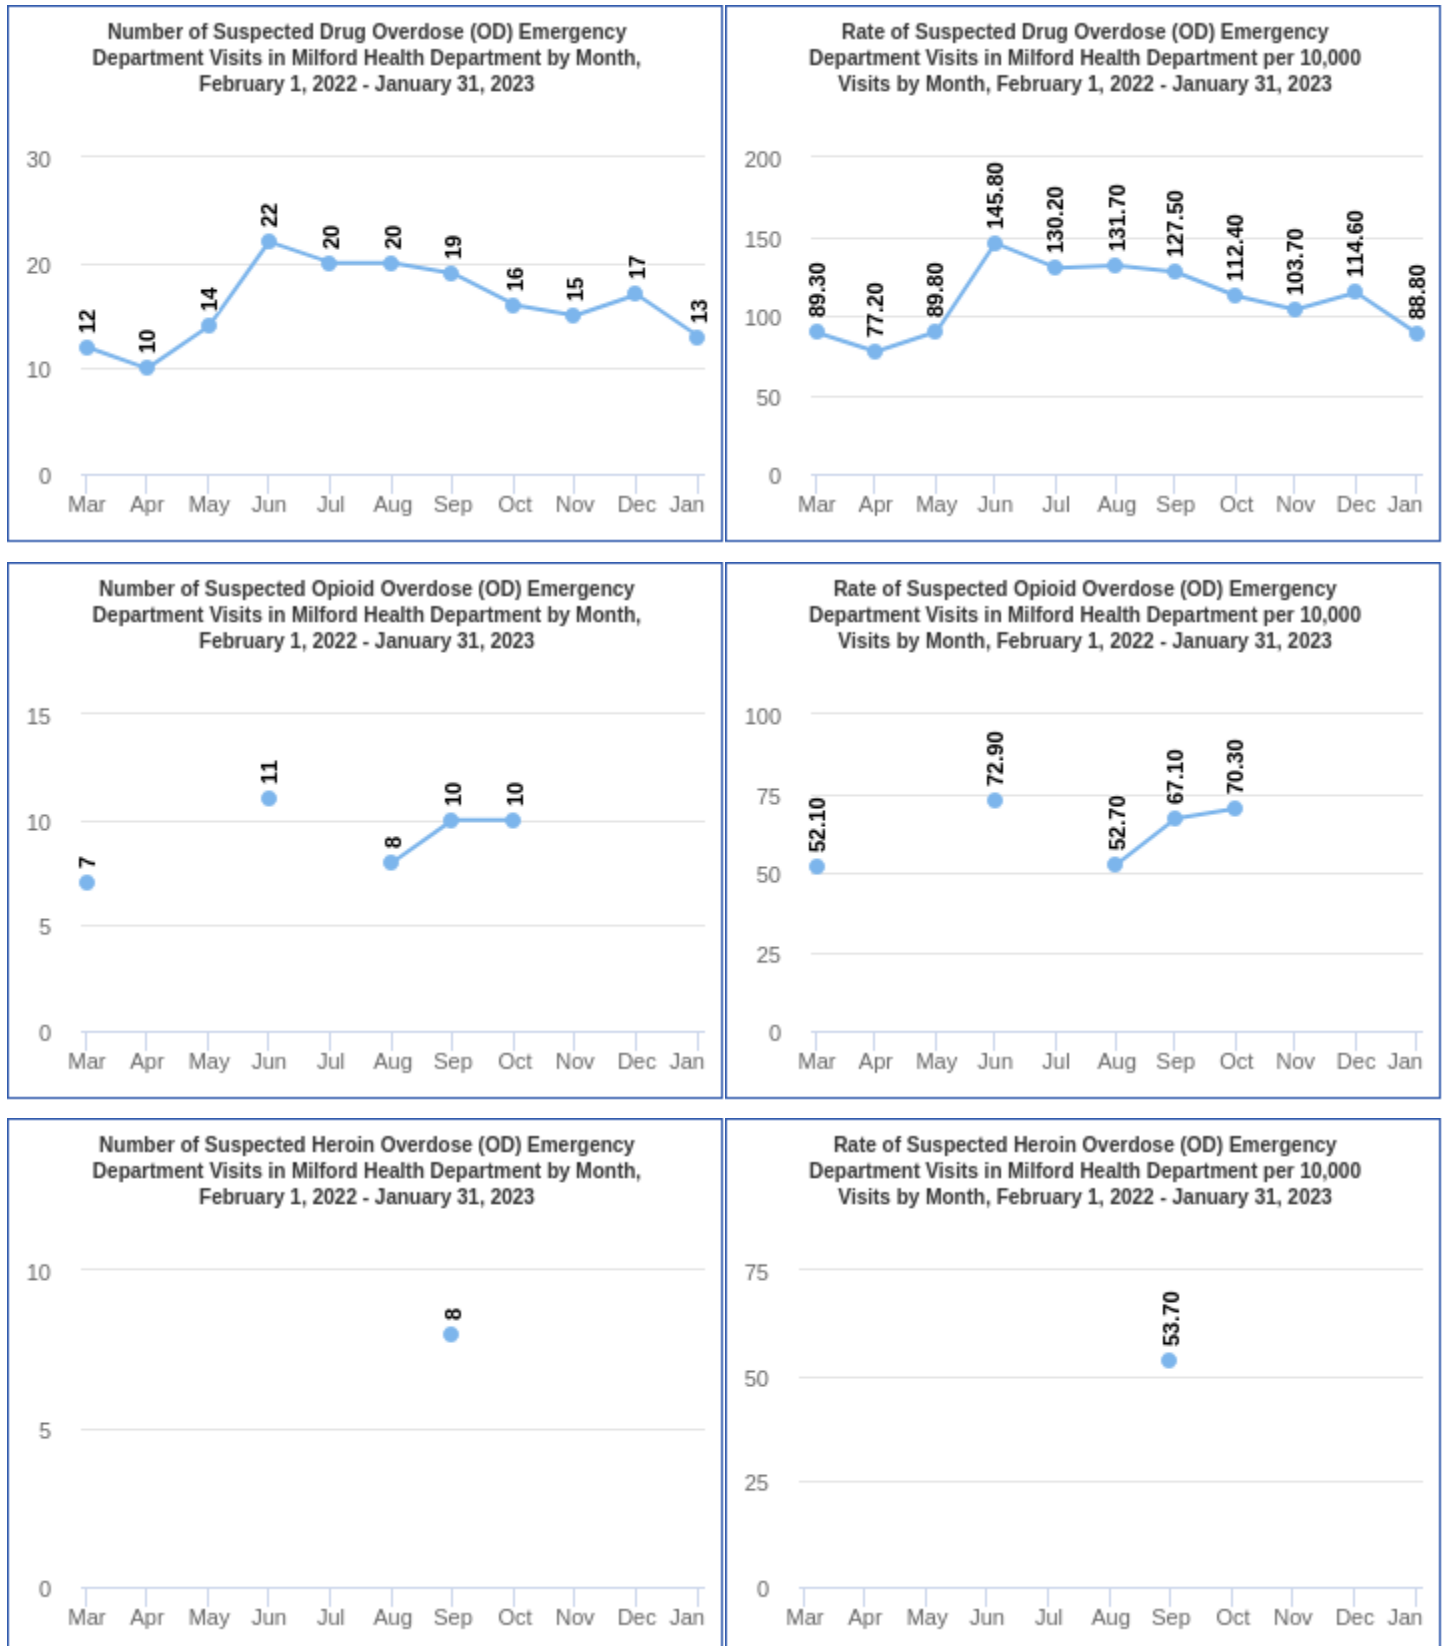 Number of Suspected Drug Overdose (OD) Emergency
Department Visits in Milford Health Department by Month,
February 1, 2022 - January 31, 2023
30
20
10
0
12
10
14
22
20
20
19
16
15
17
13
Mar Apr May Jun Jul Aug Sep Oct Nov Dec Jan
Rate of Suspected Drug Overdose (OD) Emergency
Department Visits in Milford Health Department per 10,000
Visits by Month, February 1, 2022 - January 31, 2023
200
150
100
50
0
89.30
77.20
89.80
145.80
130.20
131.70
127.50
112.40
103.70
114.60
88.80
Mar Apr May Jun Jul Aug Sep Oct Nov Dec Jan
Number of Suspected Opioid Overdose (OD) Emergency
Department Visits in Milford Health Department by Month,
February 1, 2022 - January 31, 2023
15
10
5
0
7
11
8
10
10
Mar Apr May Jun Jul Aug Sep Oct Nov Dec Jan
Rate of Suspected Opioid Overdose (OD) Emergency
Department Visits in Milford Health Department per 10,000
Visits by Month, February 1, 2022 - January 31, 2023
100
75
50
25
0
52.10
72.90
52.70
67.10
70.30
Mar Apr May Jun Jul Aug Sep Oct Nov Dec Jan
Number of Suspected Heroin Overdose (OD) Emergency
Department Visits in Milford Health Department by Month,
February 1, 2022 - January 31, 2023
10
5
0
8
Mar Apr May Jun Jul Aug Sep Oct Nov Dec Jan
Rate of Suspected Heroin Overdose (OD) Emergency
Department Visits in Milford Health Department per 10,000
Visits by Month, February 1, 2022 - January 31, 2023
75
50
25
0
53.70
Mar Apr May Jun Jul Aug Sep Oct Nov Dec Jan